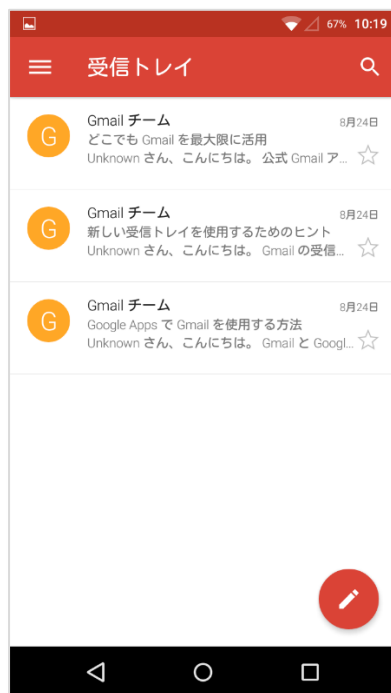 67% 10:19
受信トレイ
G
Gmail チーム 8月24日
どこでも Gmail を最大限に活用
Unknown さん、こんにちは。 公式 Gmail ア...
G
Gmail チーム 8月24日
新しい受信トレイを使用するためのヒント
Unknown さん、こんにちは。 Gmail の受信...
G
Gmail チーム 8月24日
Google Apps で Gmail を使用する方法
Unknown さん、こんにちは。 Gmail と Googl...